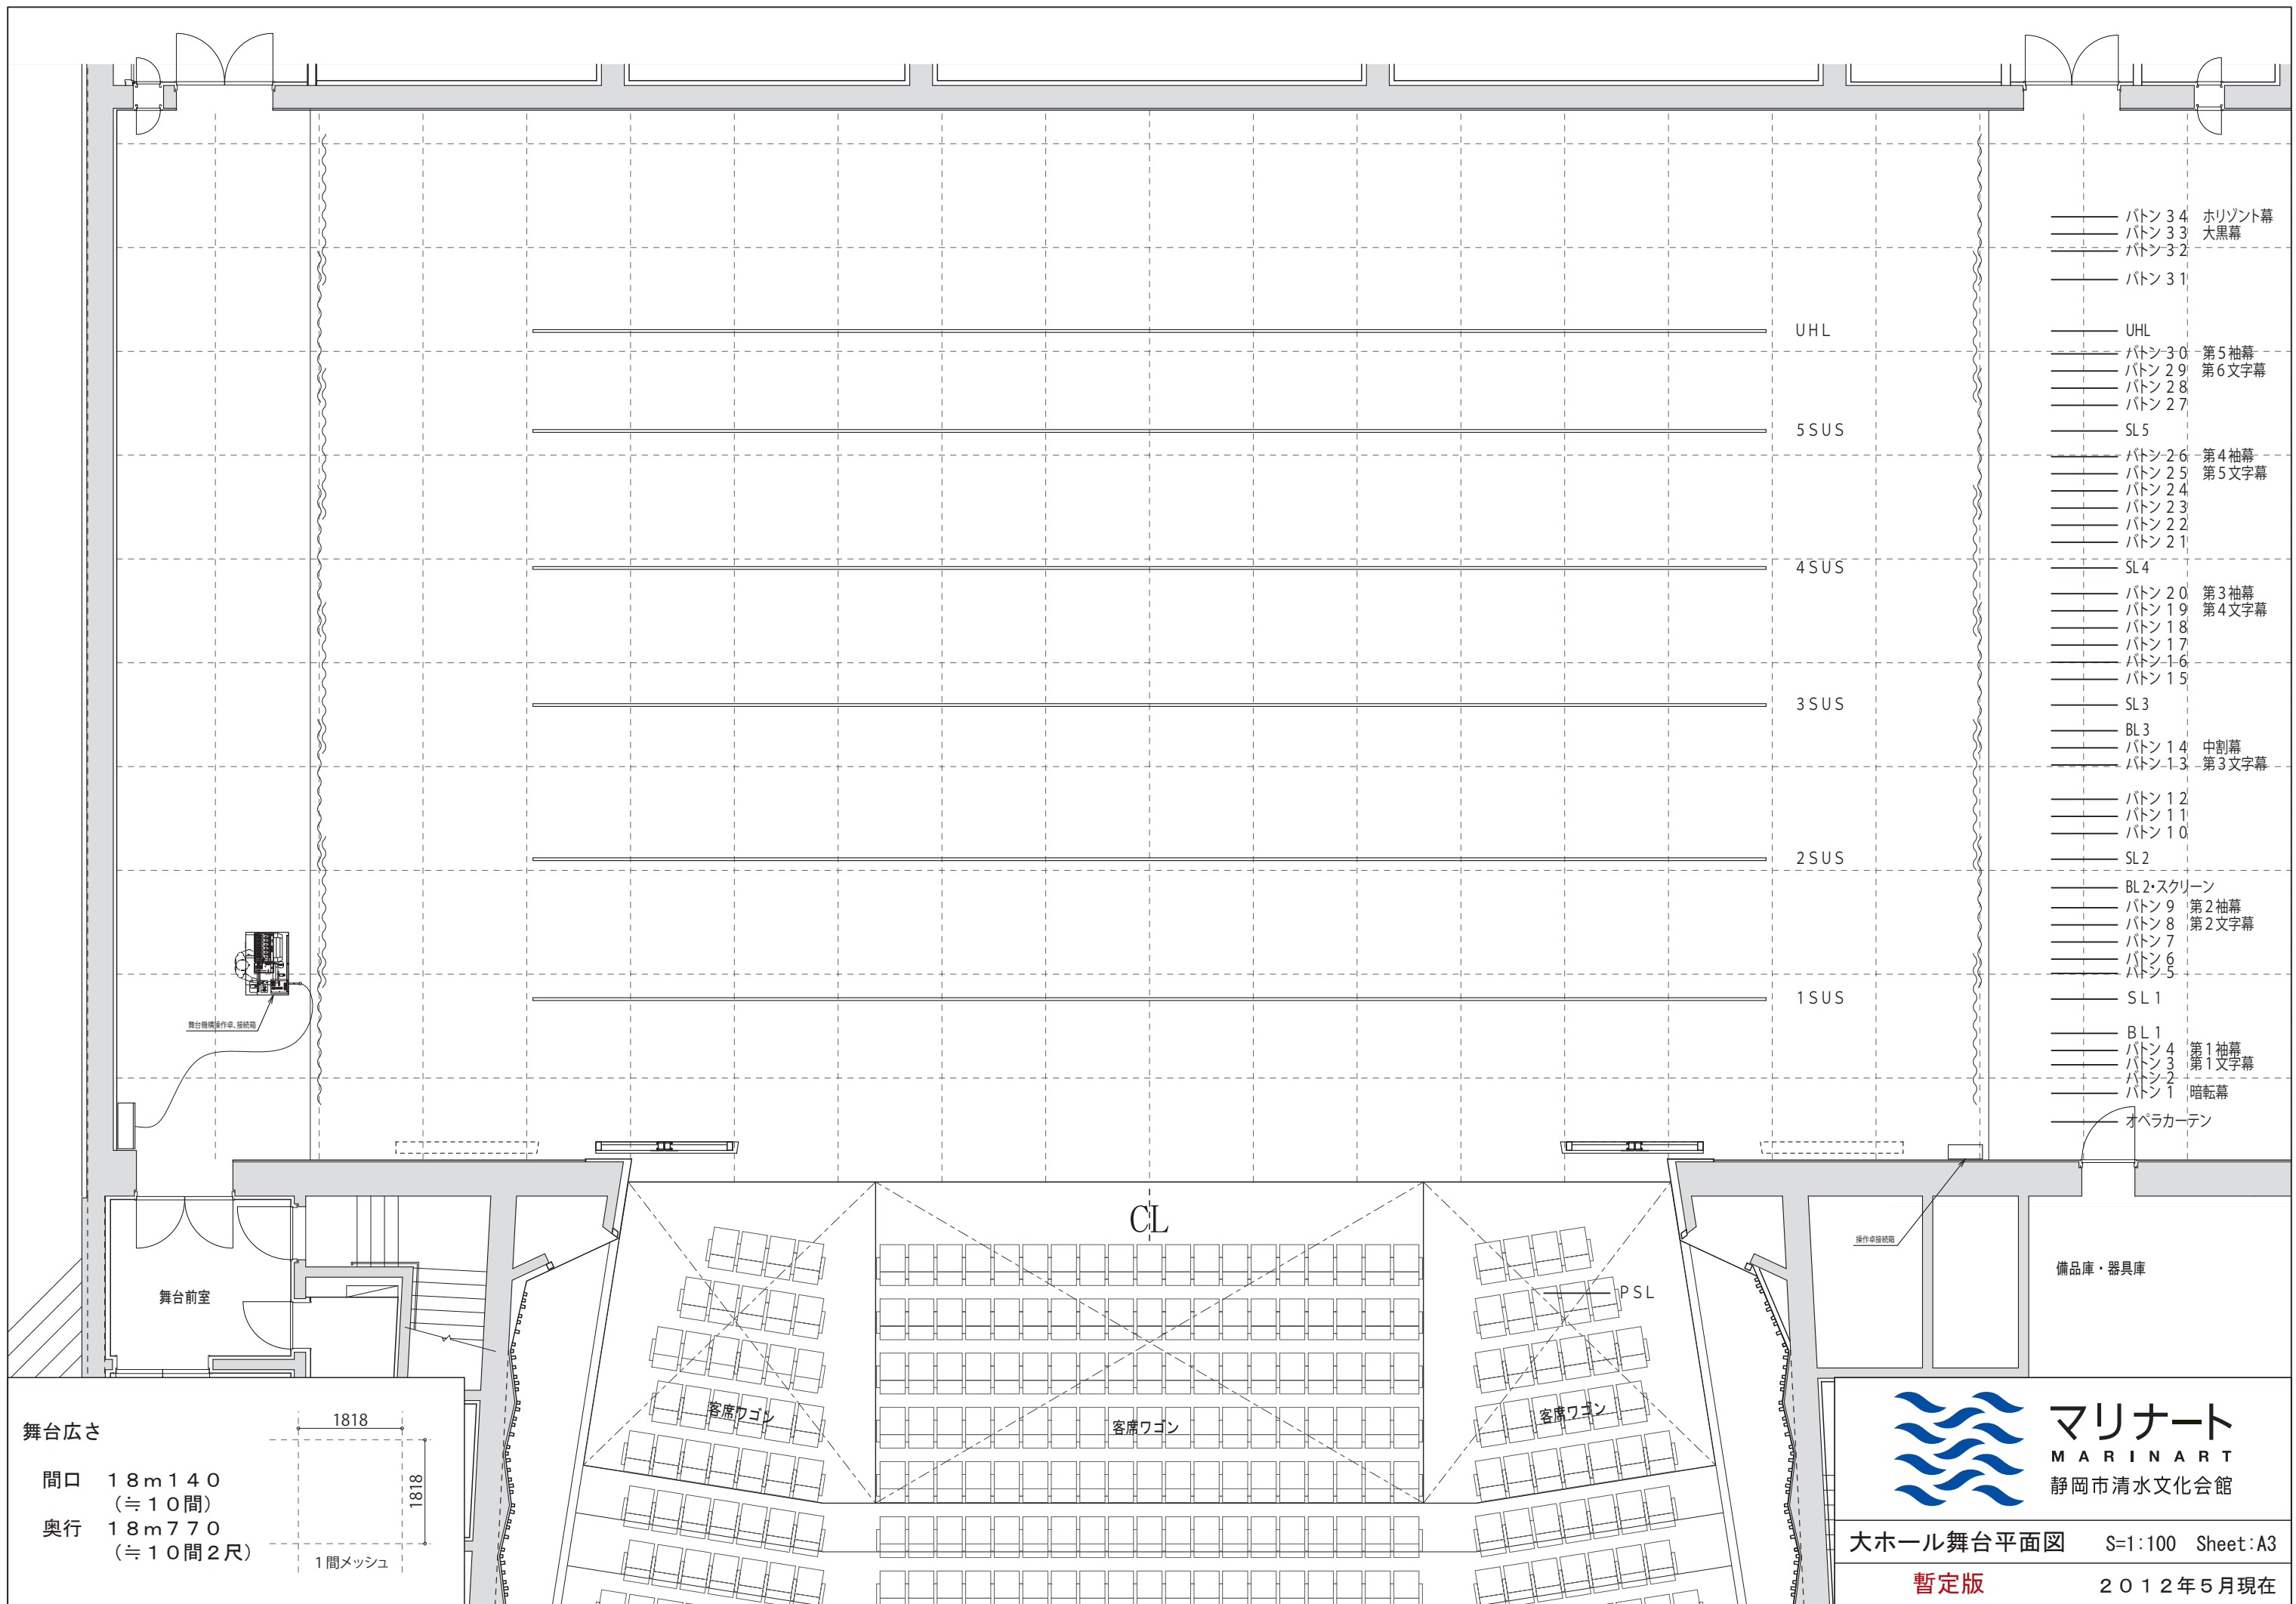 バトン３４　ホリゾント幕
バトン３３　大黒幕
バトン３２
バトン３１
UHL
UHL
バトン３０　第５袖幕
バトン２９　第６文字幕
バトン２８
バトン２７
５SUS
SL５
バトン２６　第４袖幕
バトン２５　第５文字幕
バトン２４
バトン２３
バトン２２
バトン２１
４SUS
SL４
バトン２０　第３袖幕
バトン１９　第４文字幕
バトン１８
バトン１７
バトン１６
バトン１５
３SUS
SL３
BL３
バトン１４　中割幕
バトン１３　第３文字幕
バトン１２
バトン１１
バトン１０
２SUS
SL２
BL２・スクリーン
バトン９　第２袖幕
バトン８　第２文字幕
バトン７
バトン６
バトン５
１SUS
SL１
舞台機構操作卓、接続箱
BL１
バトン４　第１袖幕
バトン３　第１文字幕
バトン２
バトン１　暗転幕
オペラカーテン
CL
操作卓接続箱
備品庫・器具庫
PSL
舞台前室
客席ワゴン
客席ワゴン
客席ワゴン
舞台広さ
間口　１８ｍ１４０
（≒１０間）
奥行　１８ｍ７７０
（≒１０間２尺）
1818
1818
１間メッシュ
マリナート
MARINART
静岡市清水文化会館
大ホール舞台平面図　S=1:100　Sheet:A3
暫定版　２０１２年５月現在